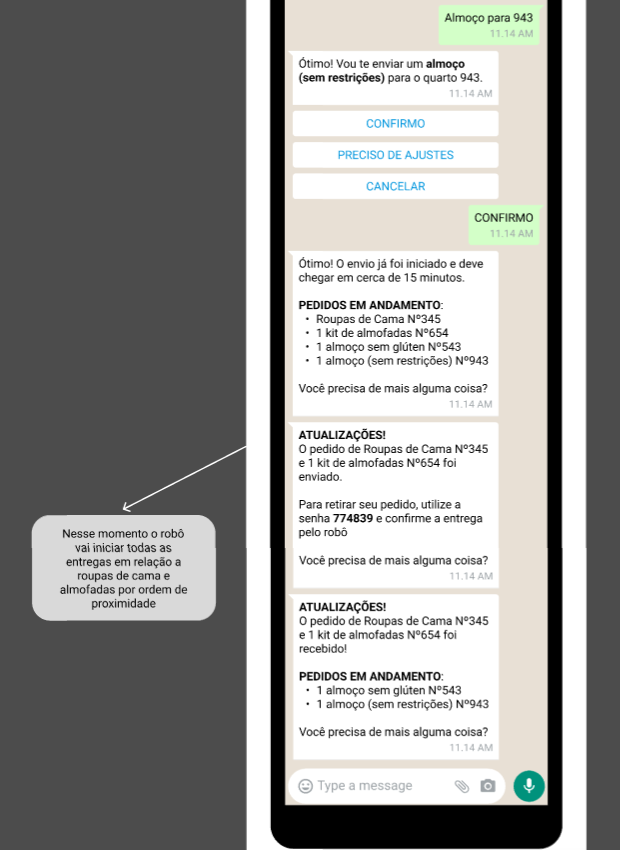 Almoço para 943
11.14 AM
Ótimo! Vou te enviar um almoço
(sem restrições) para o quarto 943.
11.14 AM
CONFIRMO
PRECISO DE AJUSTES
CANCELAR
CONFIRMO
11.14 AM
Ótimo! O envio já foi iniciado e deve
chegar em cerca de 15 minutos.
PEDIDOS EM ANDAMENTO:
• Roupas de Cama Nº345
• 1 kit de almofadas Nº654
• 1 almoço sem glúten Nº543
• 1 almoço (sem restrições) Nº943
Você precisa de mais alguma coisa?
11.14 AM
ATUALIZAÇÕES!
O pedido de Roupas de Cama Nº345
e 1 kit de almofadas Nº654 foi
enviado.
Para retirar seu pedido, utilize a
senha 774839 e confirme a entrega
pelo robô
Você precisa de mais alguma coisa?
11.14 AM
Nesse momento o robô
vai iniciar todas as
entregas em relação a
roupas de cama e
almofadas por ordem de
proximidade
ATUALIZAÇÕES!
O pedido de Roupas de Cama Nº345
e 1 kit de almofadas Nº654 foi
recebido!
PEDIDOS EM ANDAMENTO:
• 1 almoço sem glúten Nº543
• 1 almoço (sem restrições) Nº943
Você precisa de mais alguma coisa?
11.14 AM
Type a message